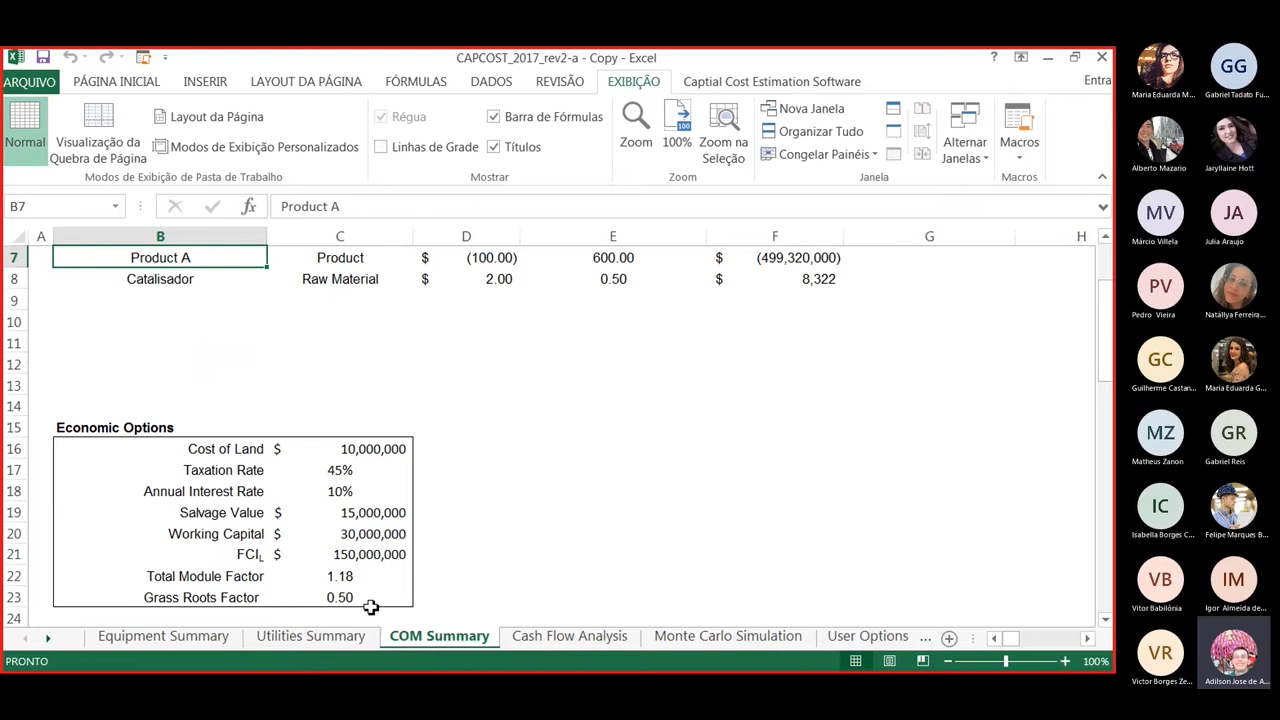 CAPCOST_2017_rev2-a - Copy - Excel
?
ARQUIVO PÁGINA INICIAL INSERIR LAYOUT DA PÁGINA FÓRMULAS DADOS REVISÃO EXIBIÇÃO Captial Cost Estimation Software Entra
Normal
Visualização da
Quebra de Página
Layout da Página
Modos de Exibição Personalizados
Modos de Exibição de Pasta de Trabalho
Régua
Barra de Fórmulas
Linhas de Grade
Títulos
Mostrar
Zoom
100
100%
Zoom na
Seleção
Zoom
Nova Janela
Organizar Tudo
Congelar Painéis
Alternar
Janelas
Janela
Macros
Macros
B7 fx Product A
A B C D E F G H
7 Product A Product $ (100.00) 600.00 $ (499,320,000)
8 Catalisador Raw Material $ 2.00 0.50 $ 8,322
9
10
11
12
13
14
15 Economic Options
16 Cost of Land $ 10,000,000
17 Taxation Rate 45%
18 Annual Interest Rate 10%
19 Salvage Value $ 15,000,000
20 Working Capital $ 30,000,000
21 FCIL $ 150,000,000
22 Total Module Factor 1.18
23 Grass Roots Factor 0.50
24
Equipment Summary Utilities Summary COM Summary Cash Flow Analysis Monte Carlo Simulation User Options ...
PRONTO 100%
GG
Maria Eduarda M... Gabriel Tadato Fu...
Alberto Mazario Jaryllaine Hott
MV JA
Márcio Villela Julia Araujo
PV
Pedro Vieira Natállya Ferreira...
GC
Guilherme Castan... Maria Eduarda G...
MZ GR
Matheus Zanon Gabriel Reis
IC
Isabella Borges C... Felipe Marques B...
VB IM
Vitor Babilônia Igor Almeida de...
VR
Victor Borges Ze... Adilson Jose de A...